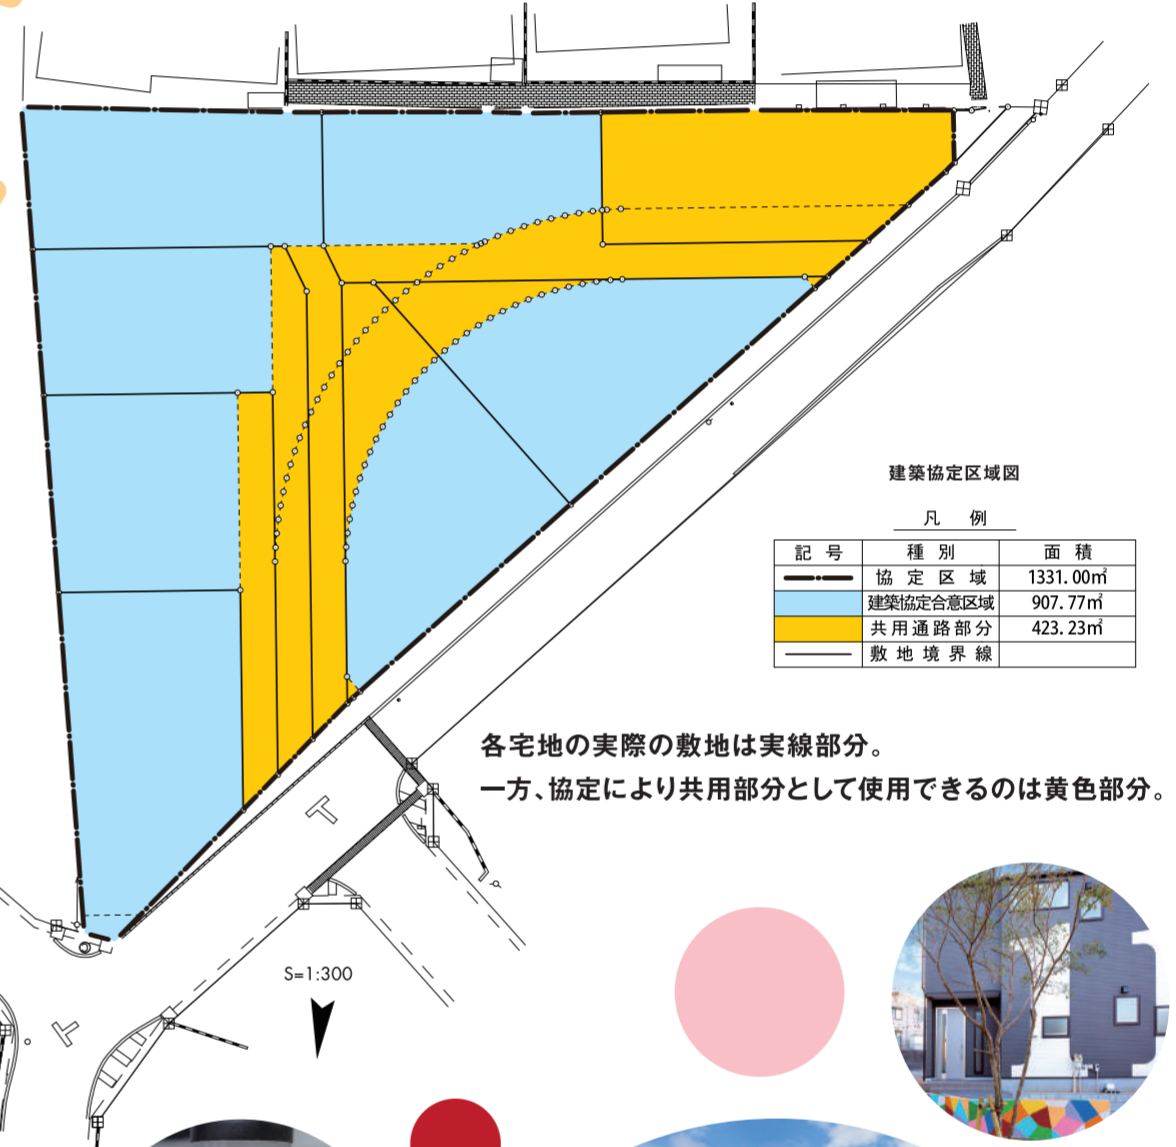 建築協定区域図
凡 例
記 号 種 別 面 積
協 定 区 域 1331.00㎡
建築協定合意区域 907.77㎡
共用通路部分 423.23㎡
敷 地 境 界 線
各宅地の実際の敷地は実線部分。
一方、協定により共用部分として使用できるのは黄色部分。
S=1:300